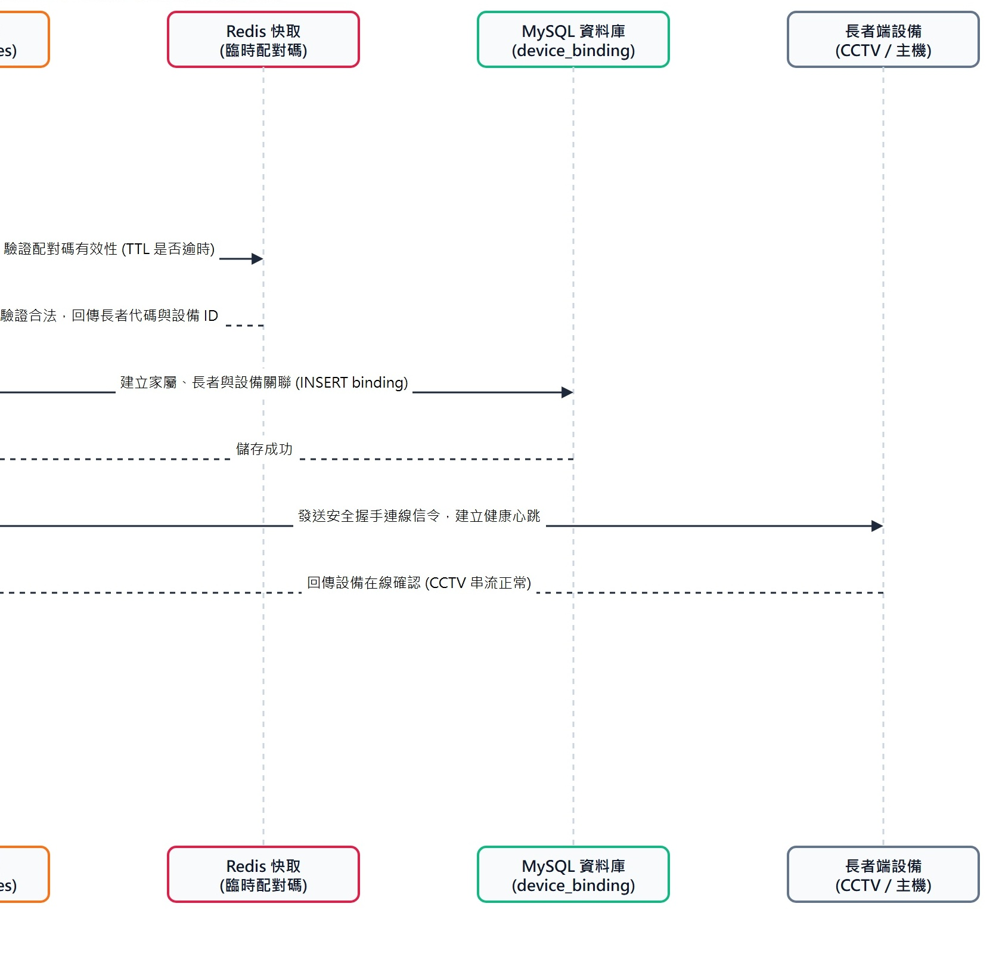 es)
Redis 快取
(臨時配對碼)
MySQL 資料庫
(device_binding)
長者端設備
(CCTV / 主機)
驗證配對碼有效性 (TTL 是否逾時)
驗證合法，回傳長者代碼與設備 ID
建立家屬、長者與設備關聯 (INSERT binding)
儲存成功
發送安全握手連線信令，建立健康心跳
回傳設備在線確認 (CCTV 串流正常)
es)
Redis 快取
(臨時配對碼)
MySQL 資料庫
(device_binding)
長者端設備
(CCTV / 主機)